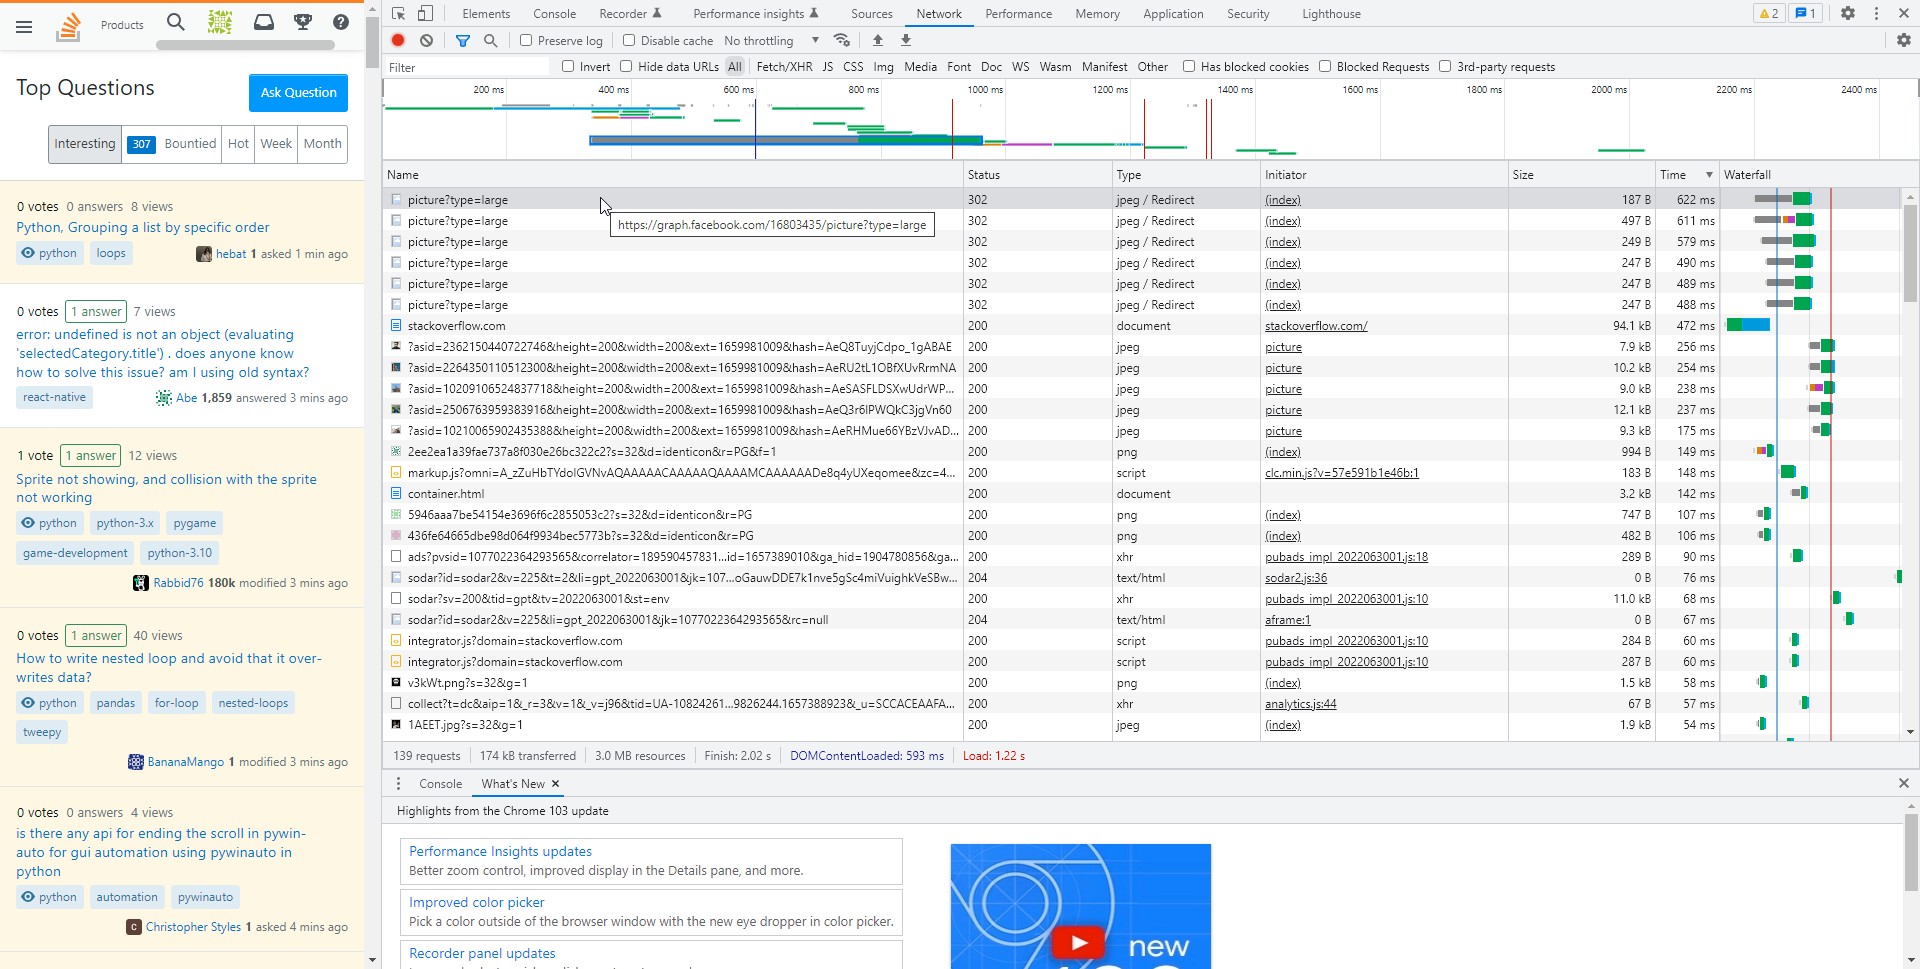 Products
Top Questions
Ask Question
Interesting
307
Bountied
Hot
Week
Month
0 votes 0 answers 8 views
Python, Grouping a list by specific order
python
loops
hebat 1 asked 1 min ago
0 votes 1 answer 7 views
error: undefined is not an object (evaluating
'selectedCategory.title') . does anyone know
how to solve this issue? am I using old syntax?
react-native
Abe 1,859 answered 3 mins ago
1 vote 1 answer 12 views
Sprite not showing, and collision with the sprite
not working
python python-3.x pygame
game-development python-3.10
Rabbid76 180k modified 3 mins ago
0 votes 1 answer 40 views
How to write nested loop and avoid that it over-
writes data?
python pandas for-loop nested-loops
tweepy
BananaMango 1 modified 3 mins ago
0 votes 0 answers 4 views
is there any api for ending the scroll in pywin-
auto for gui automation using pywinauto in
python
python automation pywinauto
C Christopher Styles 1 asked 4 mins ago
Elements Console Recorder Performance insights Sources Network Performance Memory Application Security Lighthouse 2 1
Preserve log Disable cache No throttling
Filter Invert Hide data URLs All Fetch/XHR JS CSS Img Media Font Doc WS Wasm Manifest Other Has blocked cookies Blocked Requests 3rd-party requests
200 ms 400 ms 600 ms 800 ms 1000 ms 1200 ms 1400 ms 1600 ms 1800 ms 2000 ms 2200 ms 2400 ms
Name Status Type Initiator Size Time Waterfall
picture?type=large 302 jpeg / Redirect (index) 187 B 622 ms
https://graph.facebook.com/16803435/picture?type=large
picture?type=large 302 jpeg / Redirect (index) 497 B 611 ms
picture?type=large 302 jpeg / Redirect (index) 249 B 579 ms
picture?type=large 302 jpeg / Redirect (index) 247 B 490 ms
picture?type=large 302 jpeg / Redirect (index) 247 B 489 ms
picture?type=large 302 jpeg / Redirect (index) 247 B 488 ms
stackoverflow.com 200 document stackoverflow.com/ 94.1 kB 472 ms
?asid=2362150440722746&height=200&width=200&ext=1659981009&hash=AeQ8TuyjCdpo_1gABAE 200 jpeg picture 7.9 kB 256 ms
?asid=2264350110512300&height=200&width=200&ext=1659981009&hash=AeRU2tL1OBfXUvRrmNA 200 jpeg picture 10.2 kB 254 ms
?asid=10209106524837718&height=200&width=200&ext=1659981009&hash=AeSASFLDSXwUdrWP... 200 jpeg picture 9.0 kB 238 ms
?asid=2506763959383916&height=200&width=200&ext=1659981009&hash=AeQ3r6IPWQkC3jgVn60 200 jpeg picture 12.1 kB 237 ms
?asid=10210065902435388&height=200&width=200&ext=1659981009&hash=AeRHMue66YBzVJvAD... 200 jpeg picture 9.3 kB 175 ms
2ee2ea1a39fae737a8f030e26bc322c2?s=32&d=identicon&r=PG&f=1 200 png (index) 994 B 149 ms
markup.js?omni=A_zZuHbTYdoIGVNvAQAAAAACAAAAAQAAAAMCAAAAAADe8q4yUXeqomee&zc=4... 200 script clc.min.js?v=57e591b1e46b:1 183 B 148 ms
container.html 200 document 3.2 kB 142 ms
5946aaa7be54154e3696f6c2855053c2?s=32&d=identicon&r=PG 200 png (index) 747 B 107 ms
436fe64665dbe98d064f9934bec5773b?s=32&d=identicon&r=PG 200 png (index) 482 B 106 ms
ads?pvsid=1077022364293565&correlator=189590457831...id=1657389010&ga_hid=1904780856&ga... 200 xhr pubads_impl_2022063001.js:18 289 B 90 ms
sodar?id=sodar2&v=225&t=2&li=gpt_2022063001&jk=107...oGauwDDE7k1nve5gSc4miVuighkVeSBw... 204 text/html sodar2.js:36 0 B 76 ms
sodar?sv=200&tid=gpt&tv=2022063001&st=env 200 xhr pubads_impl_2022063001.js:10 11.0 kB 68 ms
sodar?id=sodar2&v=225&li=gpt_2022063001&jk=1077022364293565&rc=null 204 text/html aframe:1 0 B 67 ms
integrator.js?domain=stackoverflow.com 200 script pubads_impl_2022063001.js:10 284 B 60 ms
integrator.js?domain=stackoverflow.com 200 script pubads_impl_2022063001.js:10 287 B 60 ms
v3kWt.png?s=32&g=1 200 png (index) 1.5 kB 58 ms
collect?t=dc&aip=1&_r=3&v=1&_v=j96&tid=UA-10824261...9826244.1657388923&_u=SCCACEAAFA... 200 xhr analytics.js:44 67 B 57 ms
1AEET.jpg?s=32&g=1 200 jpeg (index) 1.9 kB 54 ms
139 requests 174 kB transferred 3.0 MB resources Finish: 2.02 s DOMContentLoaded: 593 ms Load: 1.22 s
Console What's New
Highlights from the Chrome 103 update
Performance Insights updates
Better zoom control, improved display in the Details pane, and more.
Improved color picker
Pick a color outside of the browser window with the new eye dropper in color picker.
Recorder panel updates
new